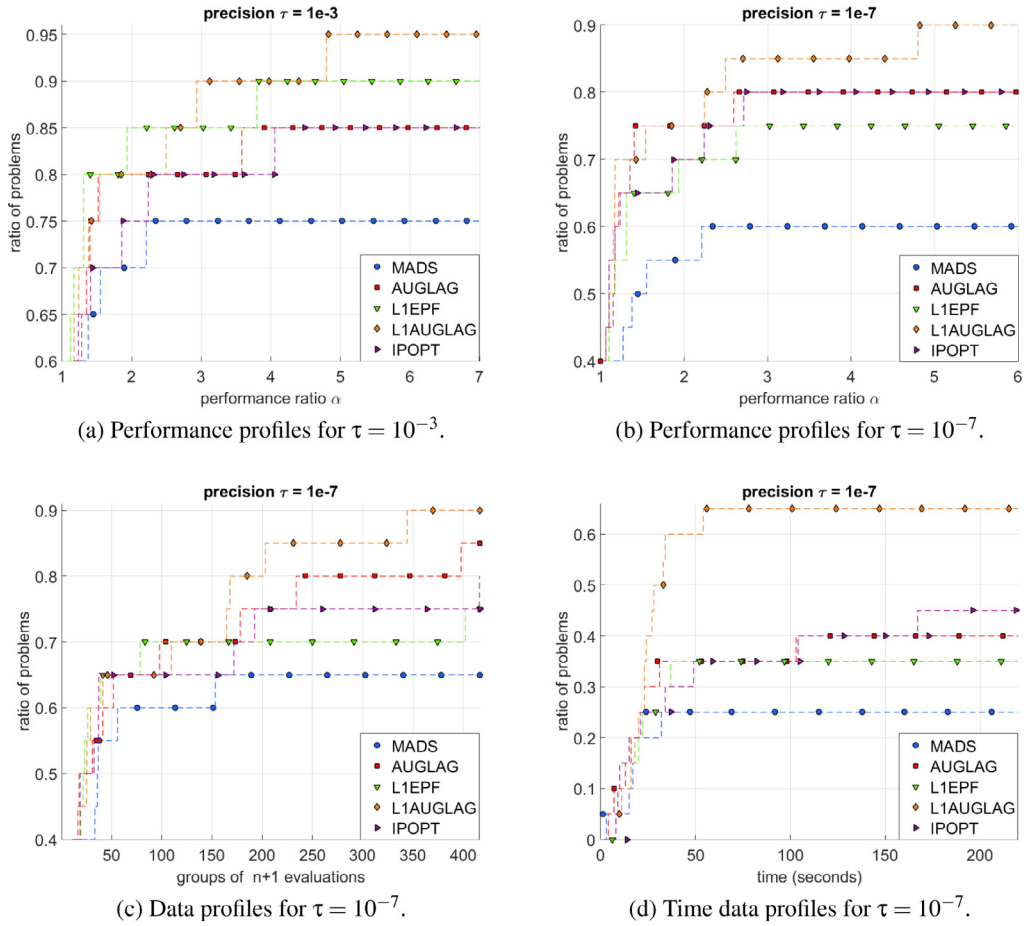 precision τ = 1e-3
0.95
0.9
0.85
0.8
0.75
0.7
0.65
0.6
ratio of problems
MADS
AUGLAG
L1EPF
L1AUGLAG
IPOPT
1 2 3 4 5 6 7
performance ratio α
(a) Performance profiles for τ = 10⁻³.
precision τ = 1e-7
0.9
0.8
0.7
0.6
0.5
0.4
ratio of problems
MADS
AUGLAG
L1EPF
L1AUGLAG
IPOPT
1 2 3 4 5 6
performance ratio α
(b) Performance profiles for τ = 10⁻⁷.
precision τ = 1e-7
0.9
0.8
0.7
0.6
0.5
0.4
ratio of problems
MADS
AUGLAG
L1EPF
L1AUGLAG
IPOPT
50 100 150 200 250 300 350 400
groups of n+1 evaluations
(c) Data profiles for τ = 10⁻⁷.
precision τ = 1e-7
0.6
0.5
0.4
0.3
0.2
0.1
0
ratio of problems
MADS
AUGLAG
L1EPF
L1AUGLAG
IPOPT
0 50 100 150 200
time (seconds)
(d) Time data profiles for τ = 10⁻⁷.